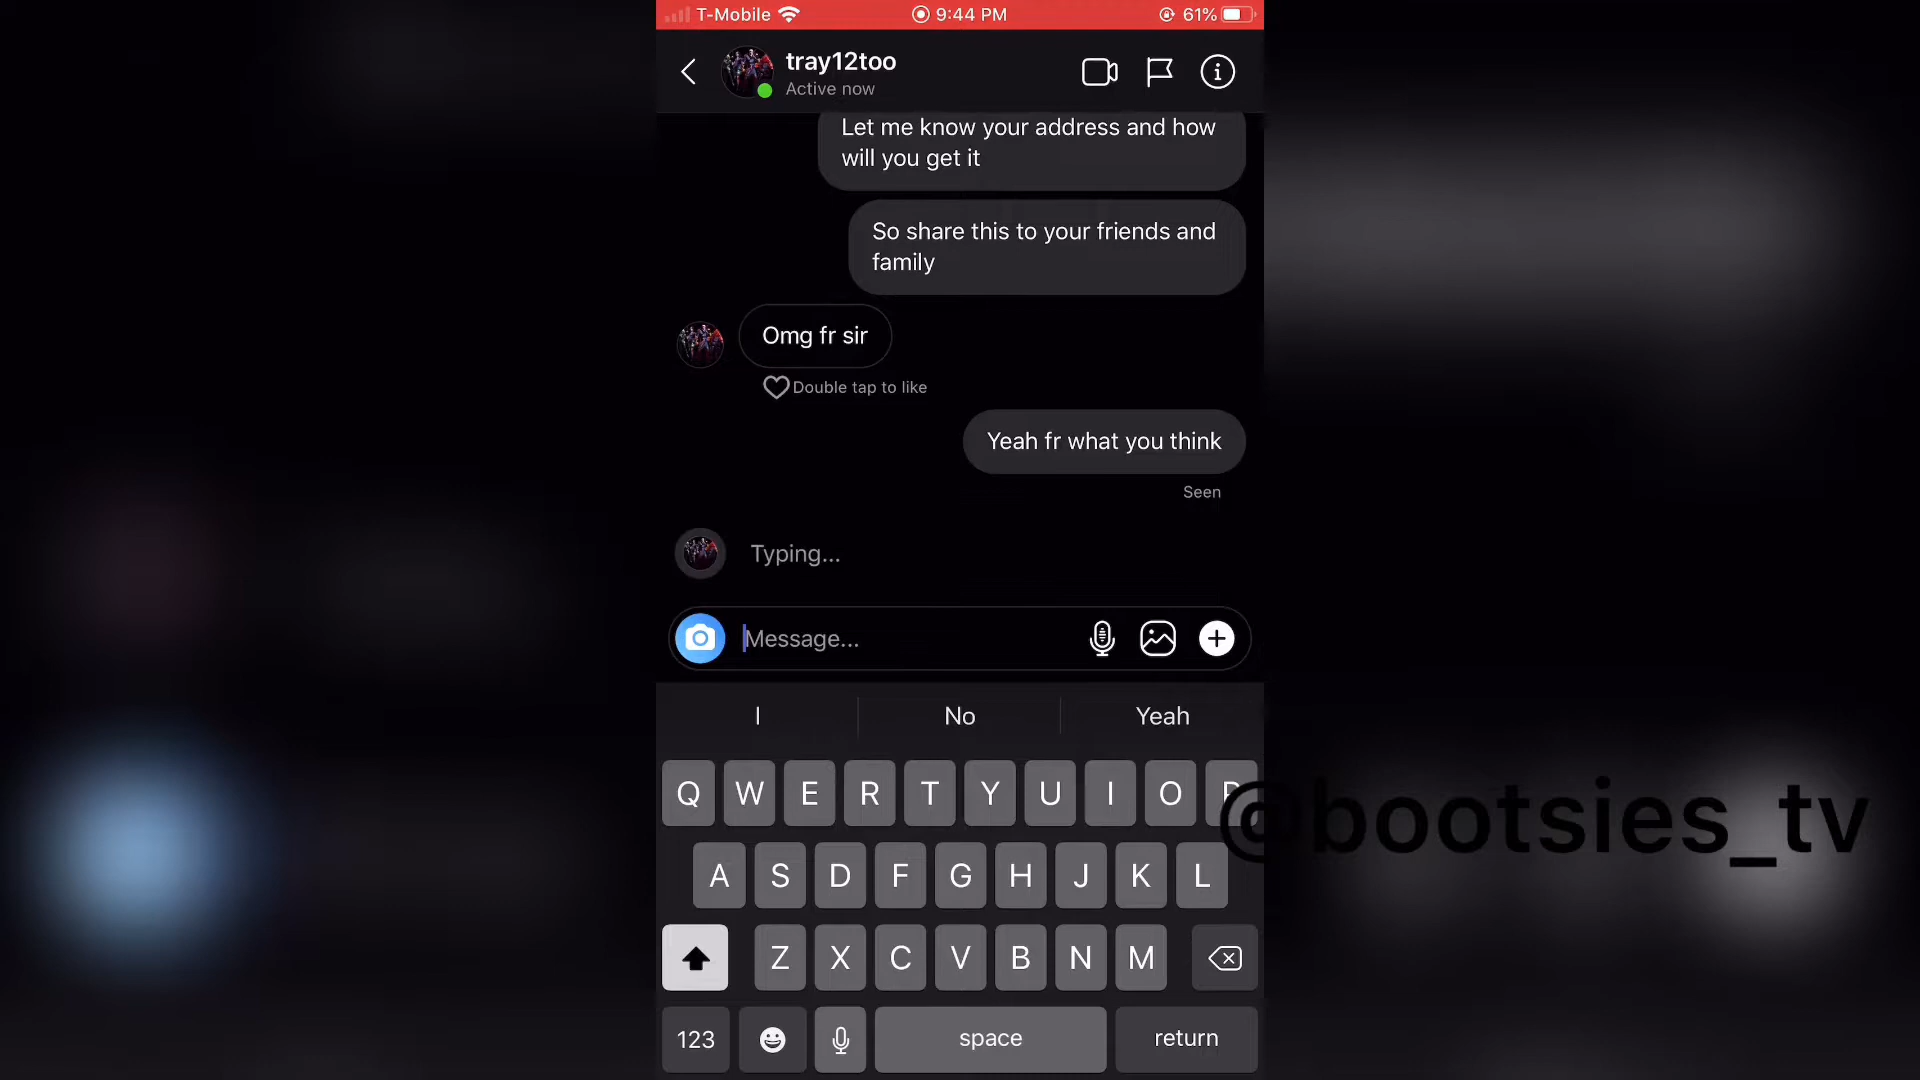 T-Mobile 9:44 PM 61%
tray12too
Active now
Let me know your address and how
will you get it
So share this to your friends and
family
Omg fr sir
Double tap to like
Yeah fr what you think
Seen
Typing...
Message...
I No Yeah
Q W E R T Y U I O P
@bootsies_tv
A S D F G H J K L
Z X C V B N M
123 space return